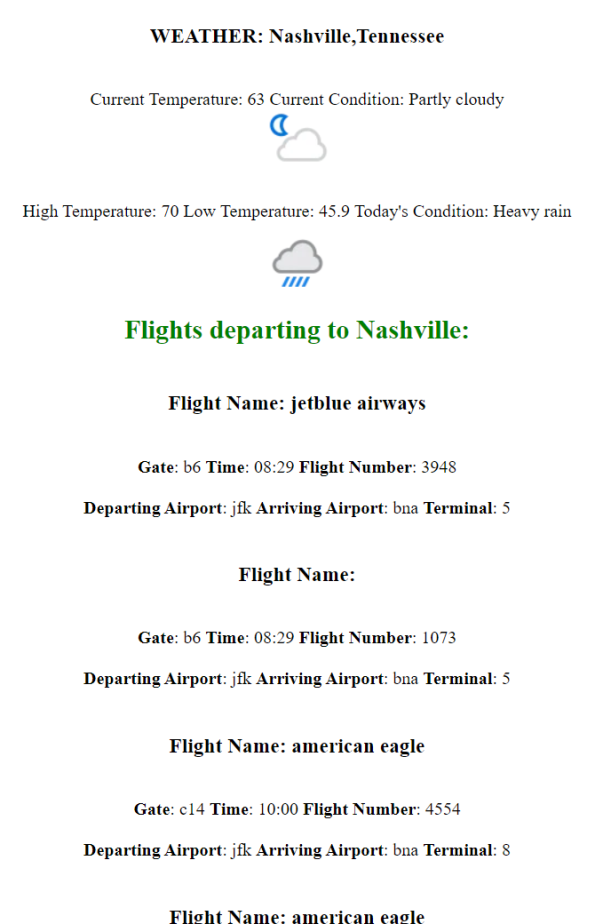 WEATHER: Nashville,Tennessee
Current Temperature: 63 Current Condition: Partly cloudy
High Temperature: 70 Low Temperature: 45.9 Today's Condition: Heavy rain
Flights departing to Nashville:
Flight Name: jetblue airways
Gate: b6 Time: 08:29 Flight Number: 3948
Departing Airport: jfk Arriving Airport: bna Terminal: 5
Flight Name:
Gate: b6 Time: 08:29 Flight Number: 1073
Departing Airport: jfk Arriving Airport: bna Terminal: 5
Flight Name: american eagle
Gate: c14 Time: 10:00 Flight Number: 4554
Departing Airport: jfk Arriving Airport: bna Terminal: 8
Flight Name: american eagle